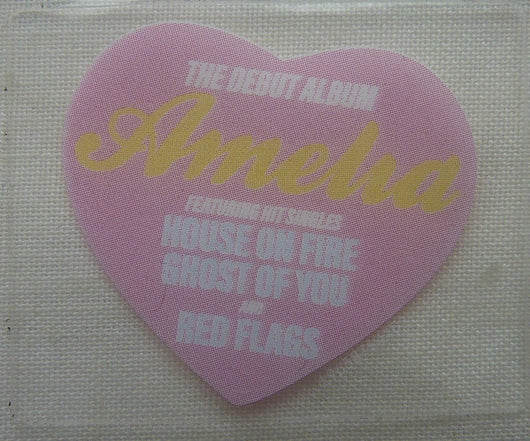 THE DEBUT ALBUM
Amelia
FEATURING HIT SINGLES
HOUSE ON FIRE
GHOST OF YOU
AND
RED FLAGS